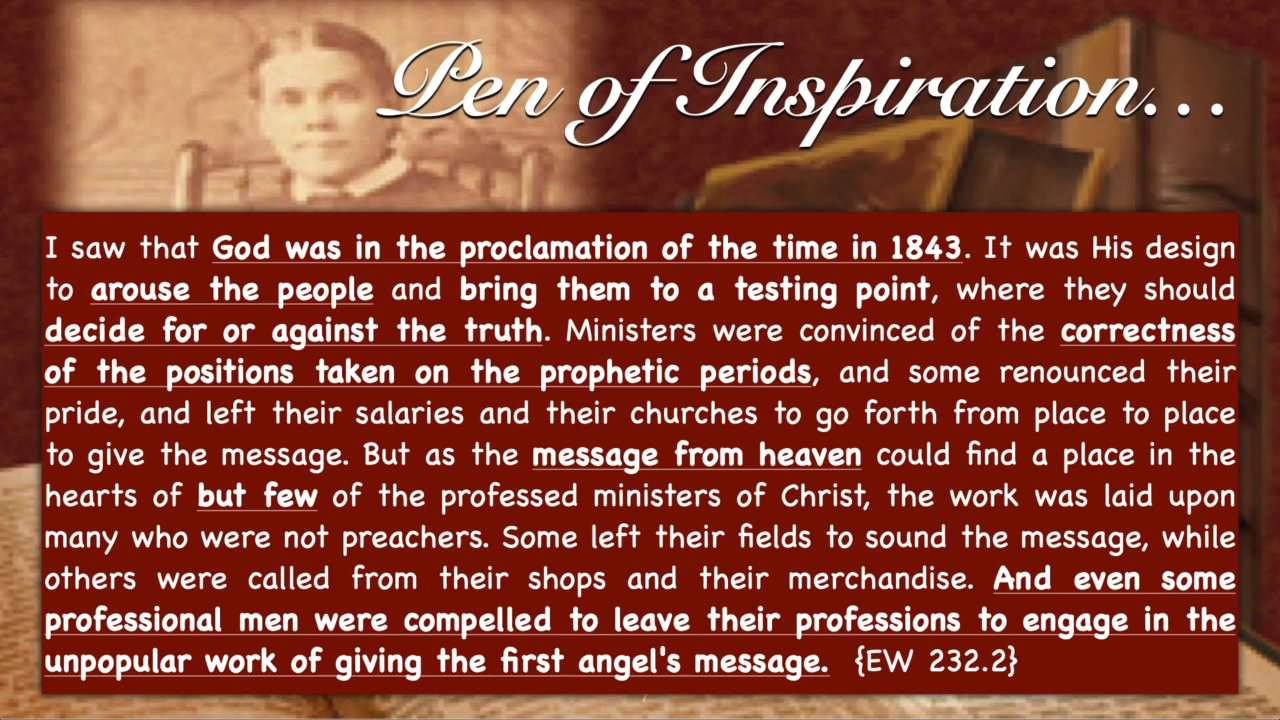 Pen of Inspiration...
I saw that God was in the proclamation of the time in 1843. It was His design
to arouse the people and bring them to a testing point, where they should
decide for or against the truth. Ministers were convinced of the correctness
of the positions taken on the prophetic periods, and some renounced their
pride, and left their salaries and their churches to go forth from place to place
to give the message. But as the message from heaven could find a place in the
hearts of but few of the professed ministers of Christ, the work was laid upon
many who were not preachers. Some left their fields to sound the message, while
others were called from their shops and their merchandise. And even some
professional men were compelled to leave their professions to engage in the
unpopular work of giving the first angel's message. {EW 232.2}